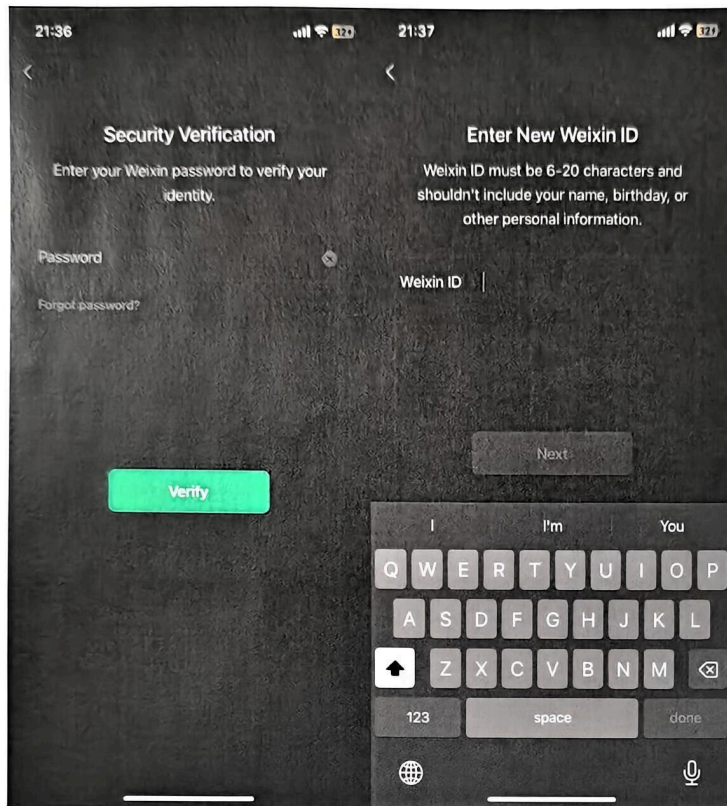 21:36
32
Security Verification
Enter your Weixin password to verify your
identity.
Password
Forgot password?
Verify
21:37
32
Enter New Weixin ID
Weixin ID must be 6-20 characters and
shouldn't include your name, birthday, or
other personal information.
Weixin ID
Next
I I'm You
Q W E R T Y U I O P
A S D F G H J K L
Z X C V B N M
123 space done